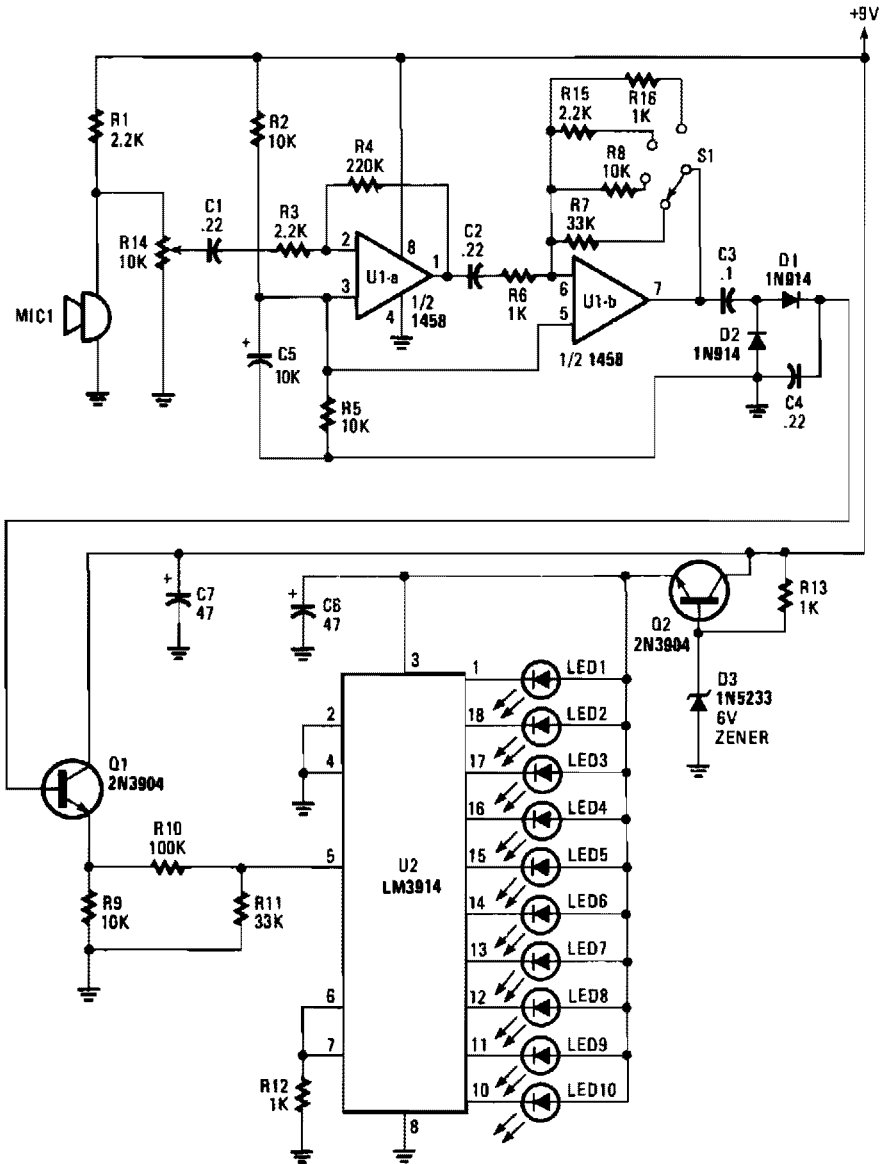 +9V
R1
2.2K
R2
10K
R4
220K
R15
2.2K
R16
1K
S1
R8
10K
R7
33K
R14
10K
C1
.22
R3
2.2K
2
3
8
1
4
U1-a
1/2
1458
C2
.22
R6
1K
6
5
7
U1-b
1/2 1458
C3
.1
D1
1N914
D2
1N914
C4
.22
MIC1
+
C5
10K
R5
10K
+
C7
47
+
C6
47
Q2
2N3904
R13
1K
D3
1N5233
6V
ZENER
Q1
2N3904
R10
100K
R9
10K
R11
33K
U2
LM3914
3
2
4
5
6
7
8
R12
1K
1
LED1
18
LED2
17
LED3
16
LED4
15
LED5
14
LED6
13
LED7
12
LED8
11
LED9
10
LED10